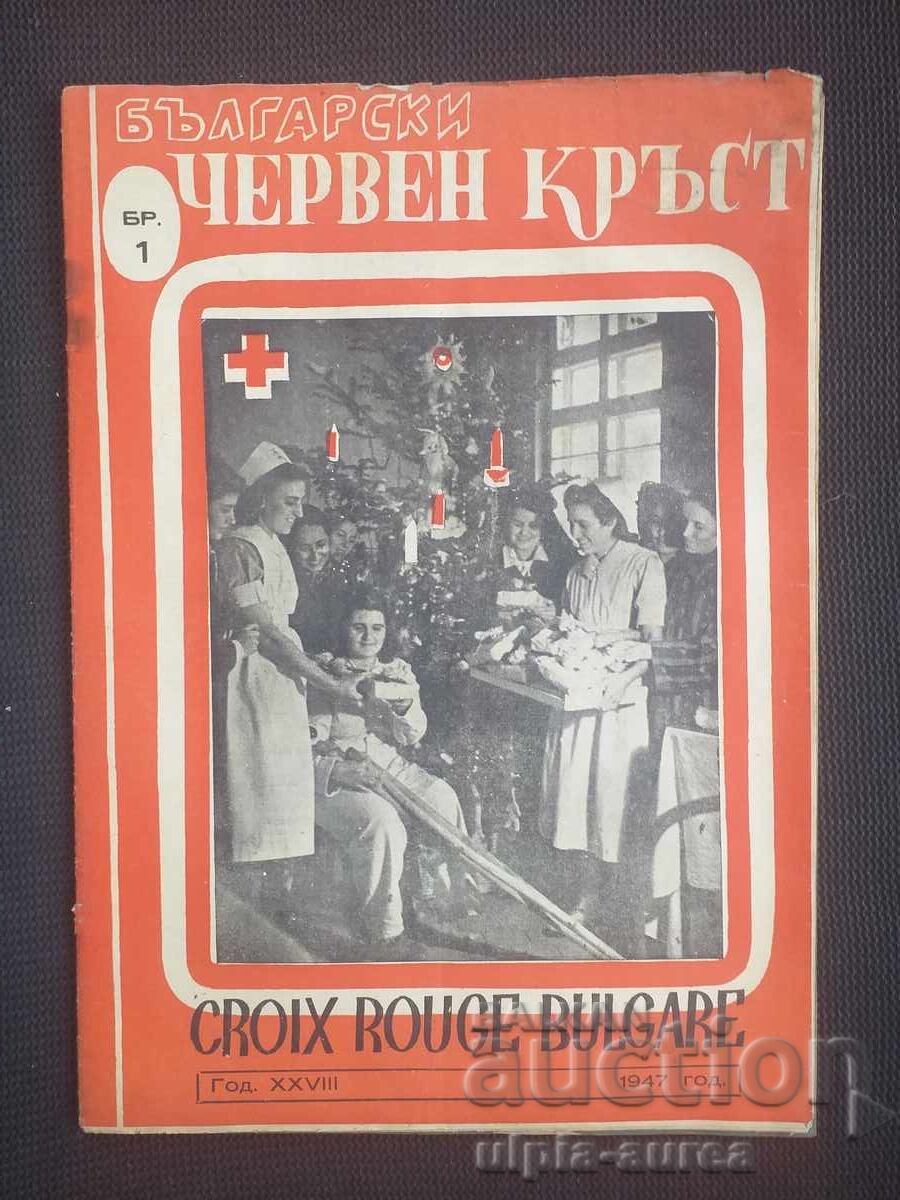 БЪЛГАРСКИ
ЧЕРВЕН КРЪСТ
БР.
1
CROIX ROUGE BULGARE
Год. XXVIII 1947 год.
auction
ulpia-aurea